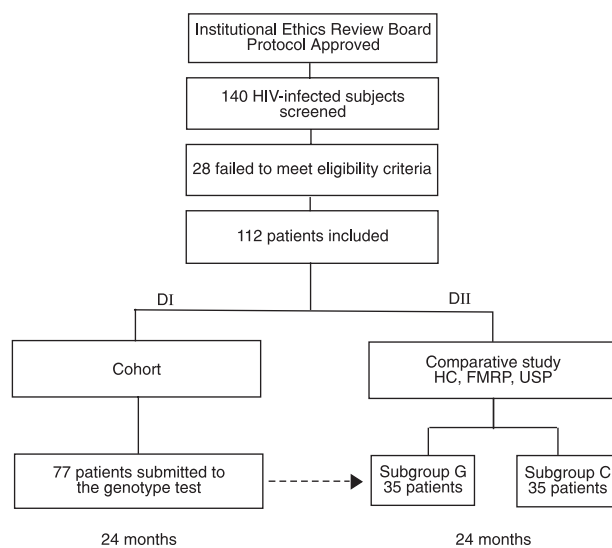 Institutional Ethics Review Board
Protocol Approved
140 HIV-infected subjects
screened
28 failed to meet eligibility criteria
112 patients included
DI
DII
Cohort
Comparative study
HC, FMRP, USP
77 patients submitted to
the genotype test
Subgroup G
35 patients
Subgroup C
35 patients
24 months
24 months